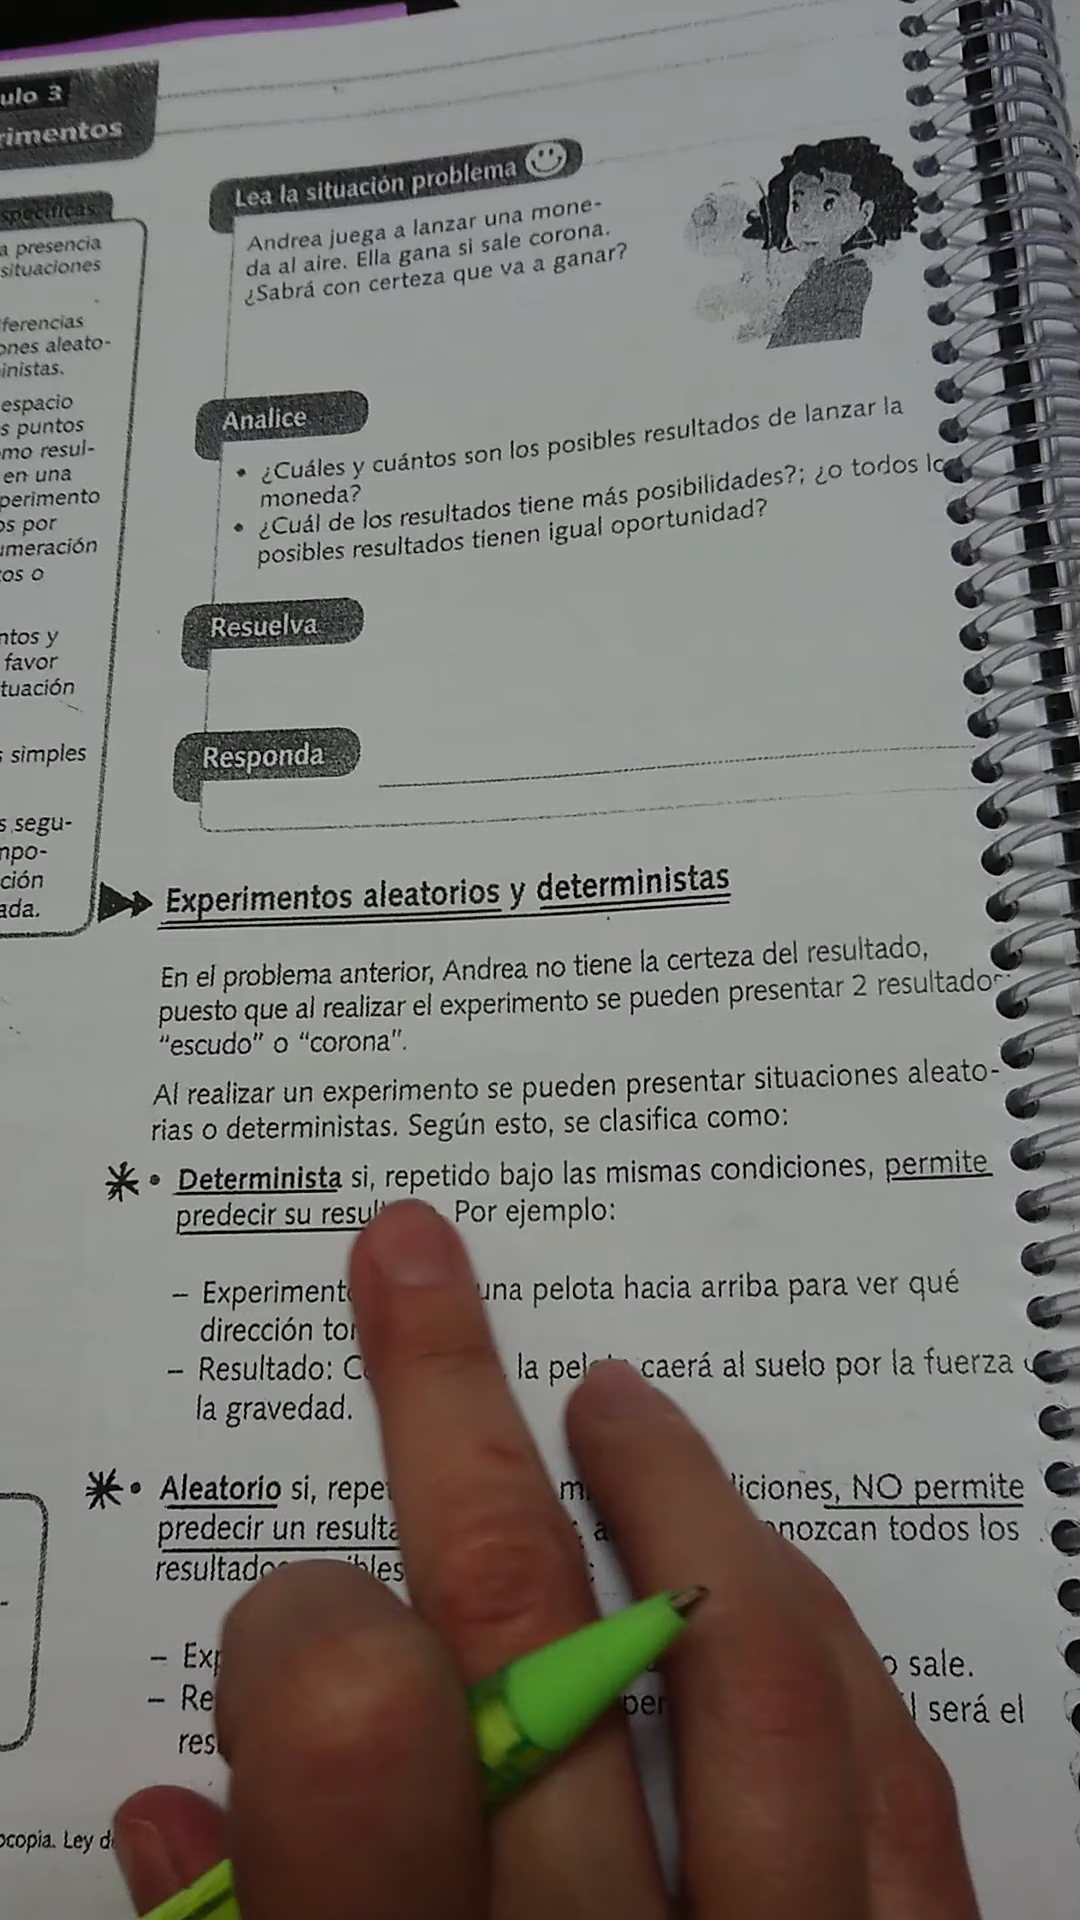 ulo 3
rimentos
específicas
a presencia
situaciones
ferencias
ones aleato-
inistas.
espacio
s puntos
mo resul-
en una
perimento
os por
umeración
tos o
ntos y
favor
tuación
s simples
s segu-
mpo-
ción
ada.
Lea la situación problema
Andrea juega a lanzar una mone-
da al aire. Ella gana si sale corona.
¿Sabrá con certeza que va a ganar?
Analice
• ¿Cuáles y cuántos son los posibles resultados de lanzar la
moneda?
• ¿Cuál de los resultados tiene más posibilidades?; ¿o todos lo
posibles resultados tienen igual oportunidad?
Resuelva
Responda
Experimentos aleatorios y deterministas
En el problema anterior, Andrea no tiene la certeza del resultado,
puesto que al realizar el experimento se pueden presentar 2 resultados
“escudo” o “corona”.
Al realizar un experimento se pueden presentar situaciones aleato-
rias o deterministas. Según esto, se clasifica como:
• Determinista si, repetido bajo las mismas condiciones, permite
predecir su resul Por ejemplo:
– Experiment una pelota hacia arriba para ver qué
dirección to
– Resultado: C la pel caerá al suelo por la fuerza
la gravedad.
• Aleatorio si, repe m iciones, NO permite
predecir un resulta a nozcan todos los
resultado bles
– Exp o sale.
– Re per l será el
res
ocopia. Ley d